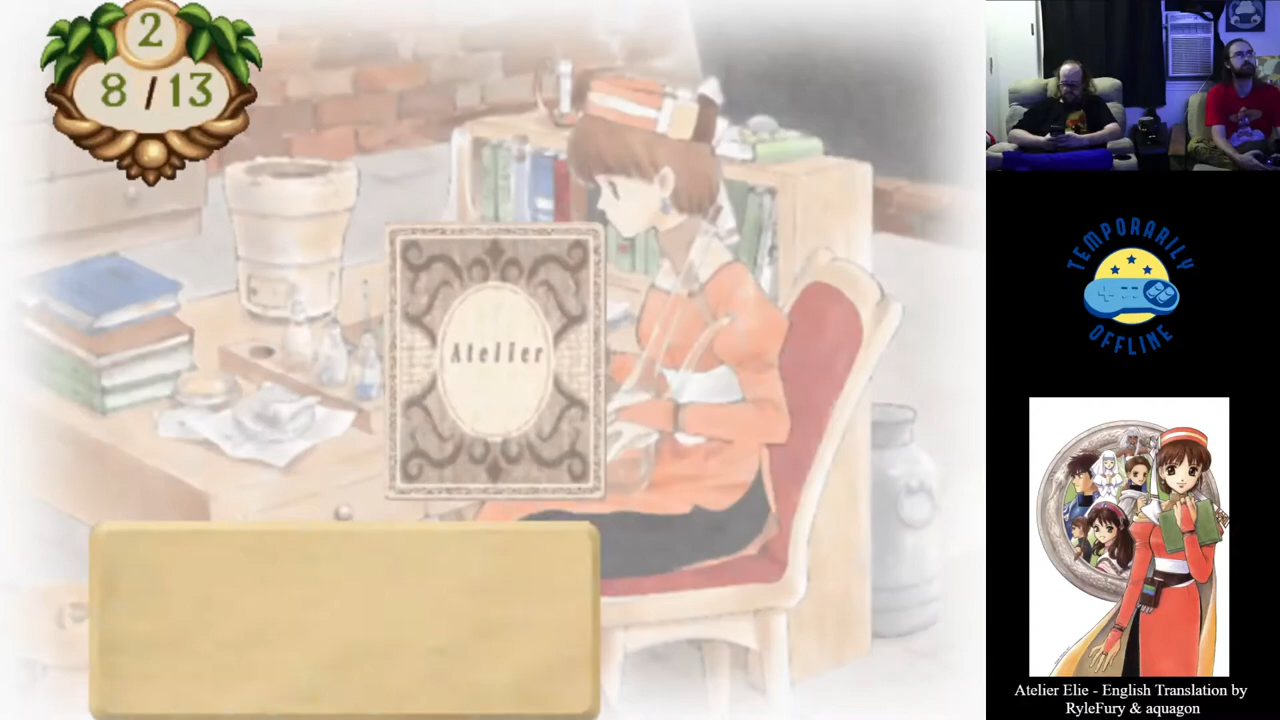 2
8 / 13
Atelier
TEMPORARILY
OFFLINE
Atelier Elie - English Translation by
RyleFury & aquagon